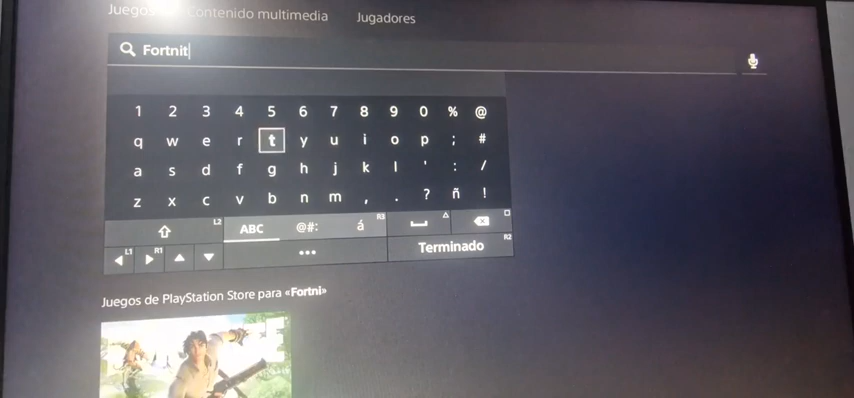 Juegos Contenido multimedia Jugadores
Fortnit
1 2 3 4 5 6 7 8 9 0 % @
q w e r t y u i o p ; #
a s d f g h j k l ' : /
z x c v b n m , . ? ñ !
L2 ABC @#: á R3 △ □
L1 R1 ••• Terminado R2
Juegos de PlayStation Store para «Fortni»